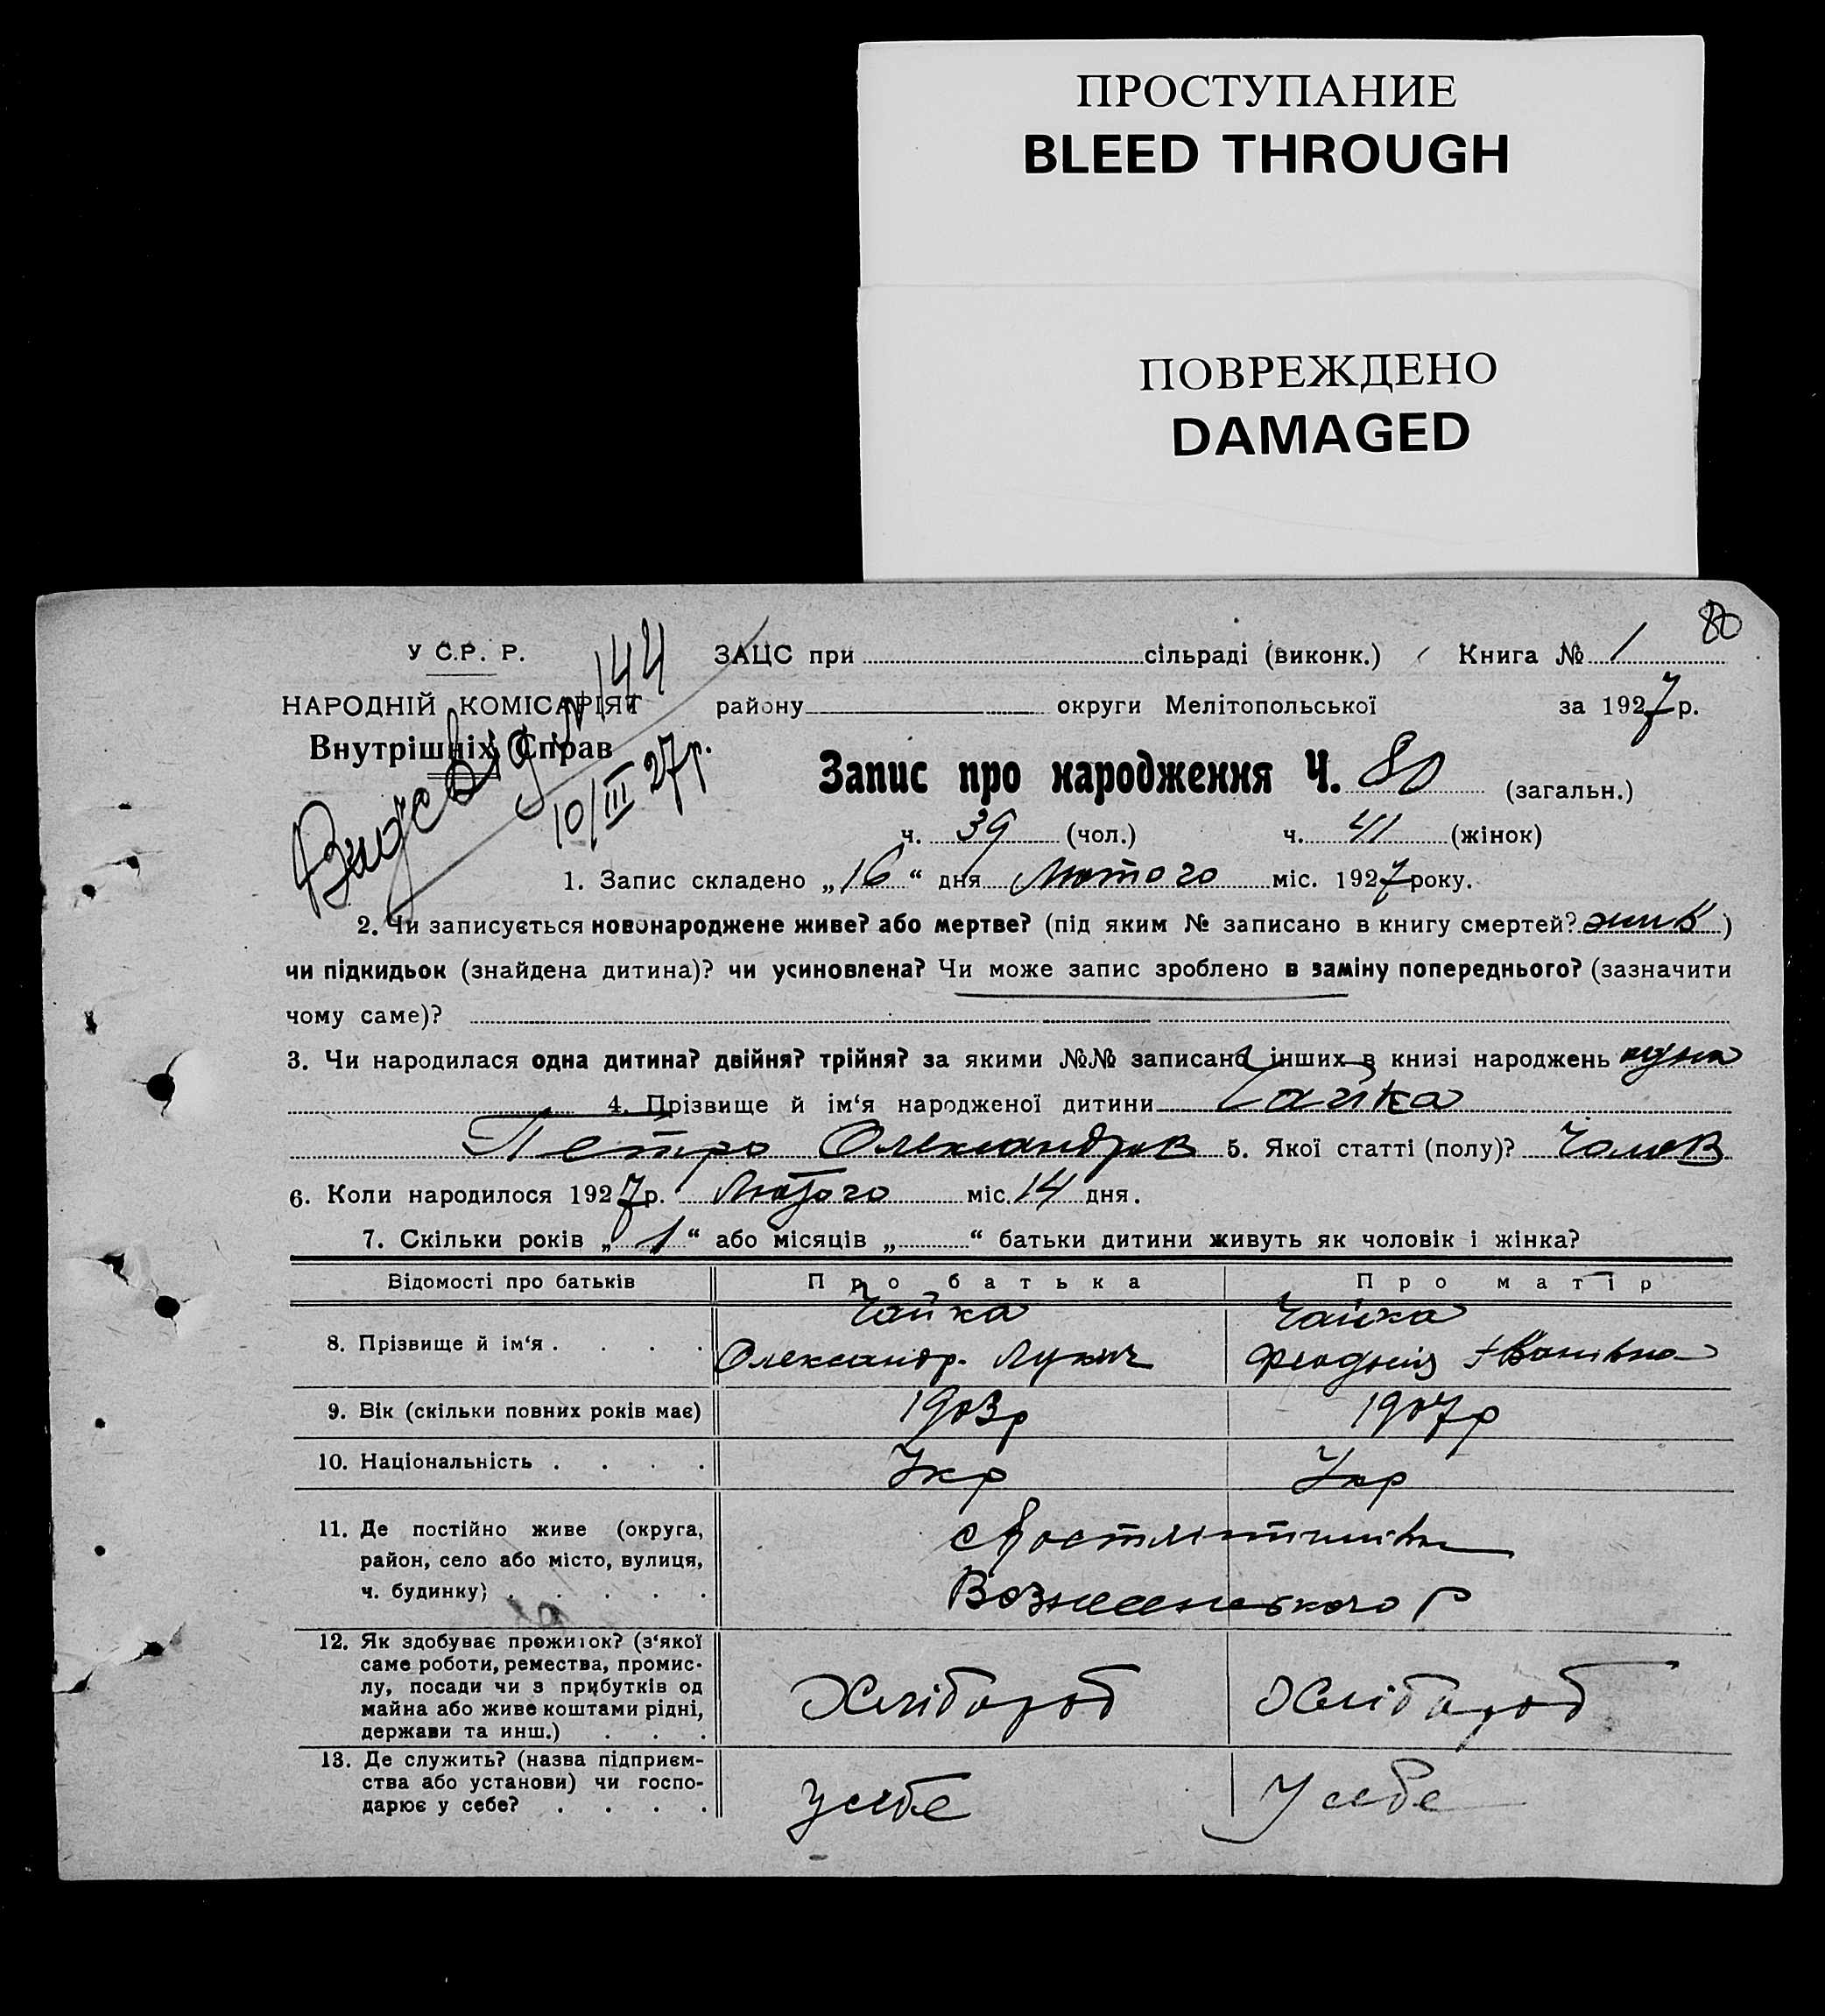 ПРОСТУПАНИЕ
BLEED THROUGH
ПОВРЕЖДЕНО
DAMAGED
80
У С.Р. Р.
НАРОДНІЙ КОМІСАРІЯТ
Внутрішніх Справ
№ 144
10/III 27р.
ЗАЦС при сільраді (виконк.) Книга № 1
району округи Мелітопольської за 1927 р.
Запис про народження Ч. 80 (загальн.)
ч. 39 (чол.) ч. 41 (жінок)
1. Запис складено „16“ дня Лютого міс. 1927 року.
2. Чи записується новонароджене живе? або мертве? (під яким № записано в книгу смертей? жив)
чи підкидьок (знайдена дитина)? чи усиновлена? Чи може запис зроблено в заміну попереднього? (зазначити
чому саме)?
3. Чи народилася одна дитина? двійня? трійня? за якими №№ записано інших в книзі народжень одна
4. Прізвище й ім‘я народженої дитини Чайка
Петро Олександров 5. Якої статті (полу)? Чолов
6. Коли народилося 1927 р. Лютого міс. 14 дня.
7. Скільки років „1“ або місяців „ “ батьки дитини живуть як чоловік і жінка?
Відомості про батьків Про батька Про матір
8. Прізвище й ім‘я . . . . Чайка Чайка
Олександр. Лукич Феодосія Іванівна
9. Вік (скільки повних років має) 1903р 1907р
10. Національність . . . . Укр Укр
11. Де постійно живе (округа,
район, село або місто, вулиця,
ч. будинку) . . . . .
Вознесенського Р
12. Як здобуває прожиток? (з‘якої
саме роботи, ремества, промис-
лу, посади чи з прибутків од
майна або живе коштами рідні,
держави та инш.) . . .
Хлібороб Хлібороб
13. Де служить? (назва підприєм-
ства або установи) чи госпо-
дарює у себе? . . . .
У себе У себе